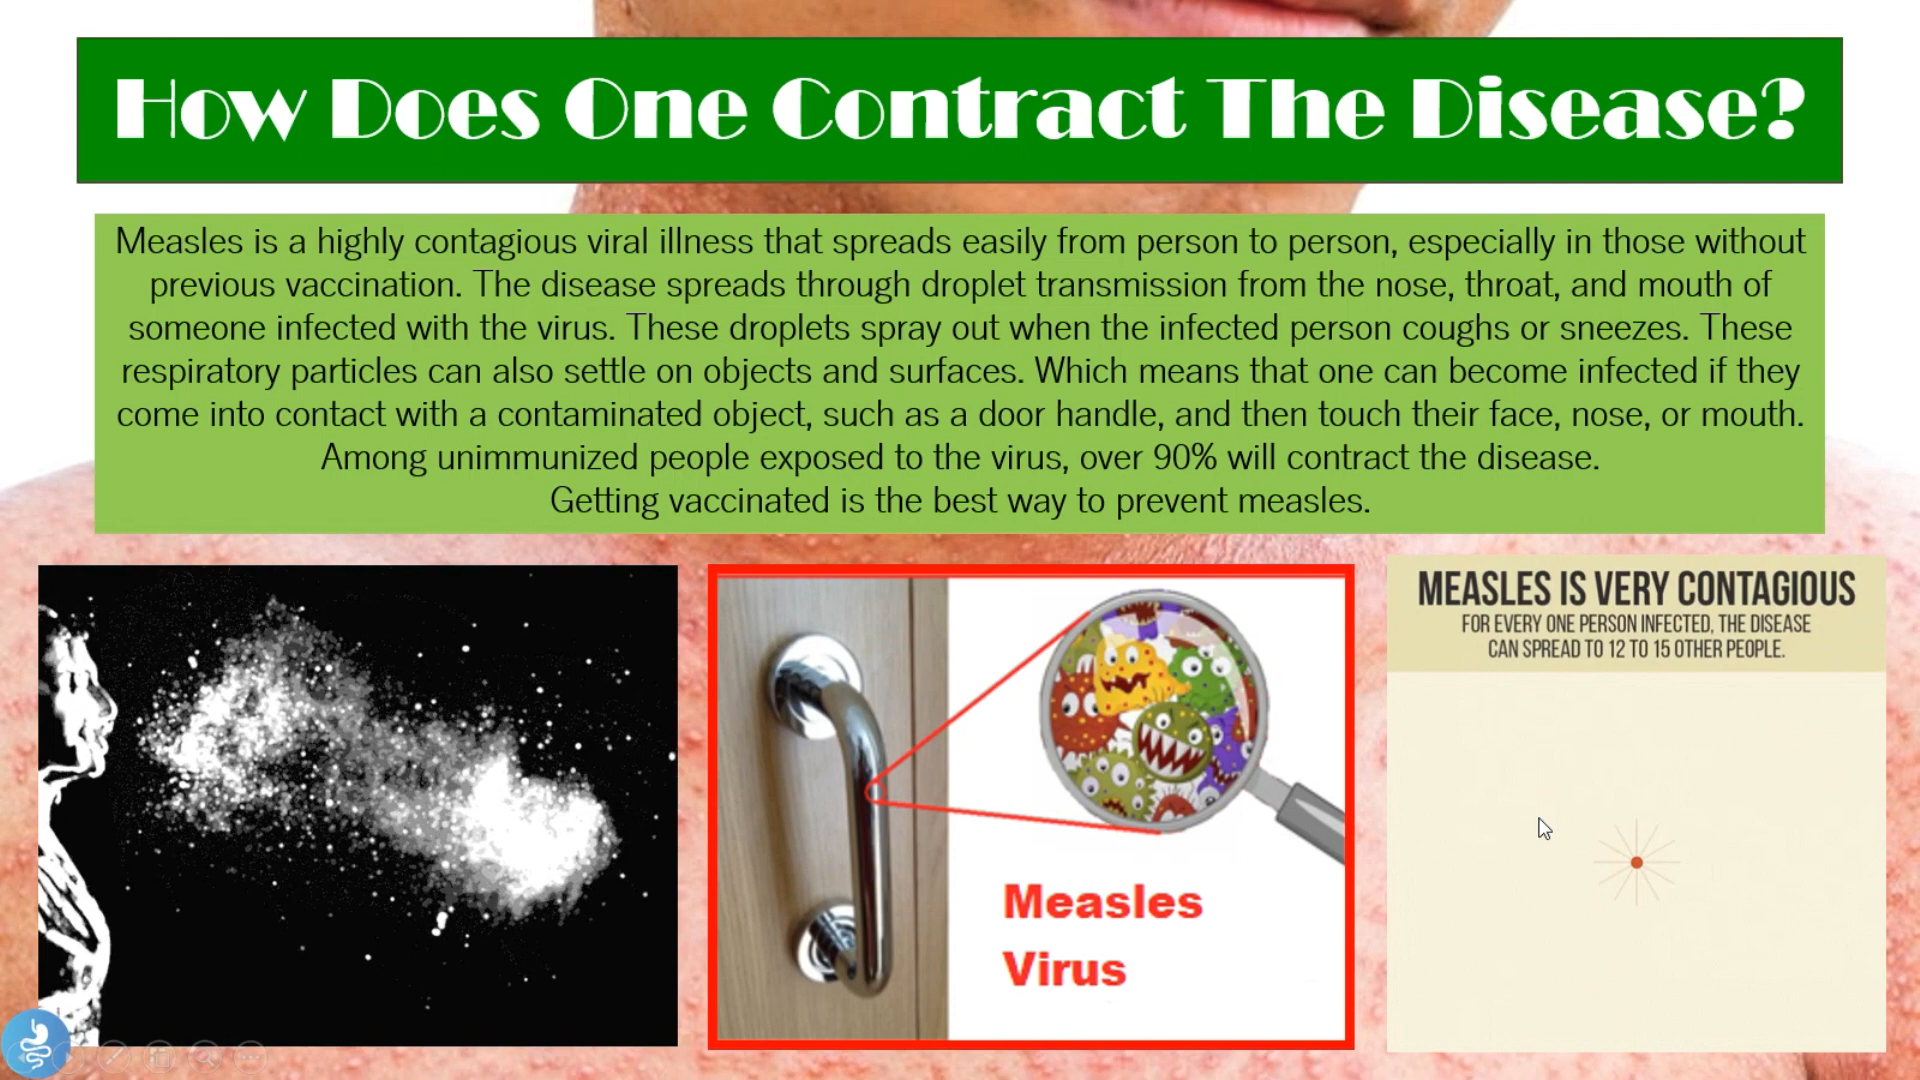 How Does One Contract The Disease?
Measles is a highly contagious viral illness that spreads easily from person to person, especially in those without
previous vaccination. The disease spreads through droplet transmission from the nose, throat, and mouth of
someone infected with the virus. These droplets spray out when the infected person coughs or sneezes. These
respiratory particles can also settle on objects and surfaces. Which means that one can become infected if they
come into contact with a contaminated object, such as a door handle, and then touch their face, nose, or mouth.
Among unimmunized people exposed to the virus, over 90% will contract the disease.
Getting vaccinated is the best way to prevent measles.
Measles
Virus
MEASLES IS VERY CONTAGIOUS
FOR EVERY ONE PERSON INFECTED, THE DISEASE
CAN SPREAD TO 12 TO 15 OTHER PEOPLE.